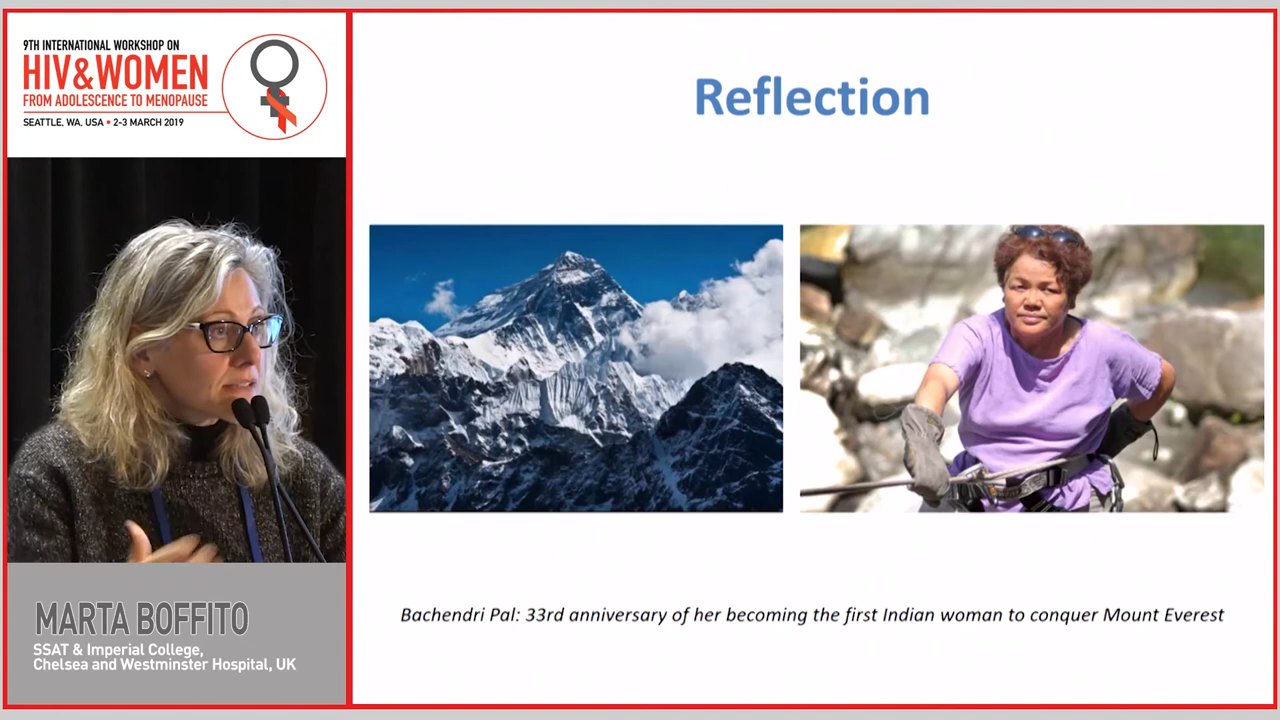 9TH INTERNATIONAL WORKSHOP ON
HIV&WOMEN
FROM ADOLESCENCE TO MENOPAUSE
SEATTLE, WA, USA • 2-3 MARCH 2019
MARTA BOFFITO
SSAT & Imperial College,
Chelsea and Westminster Hospital, UK
Reflection
Bachendri Pal: 33rd anniversary of her becoming the first Indian woman to conquer Mount Everest